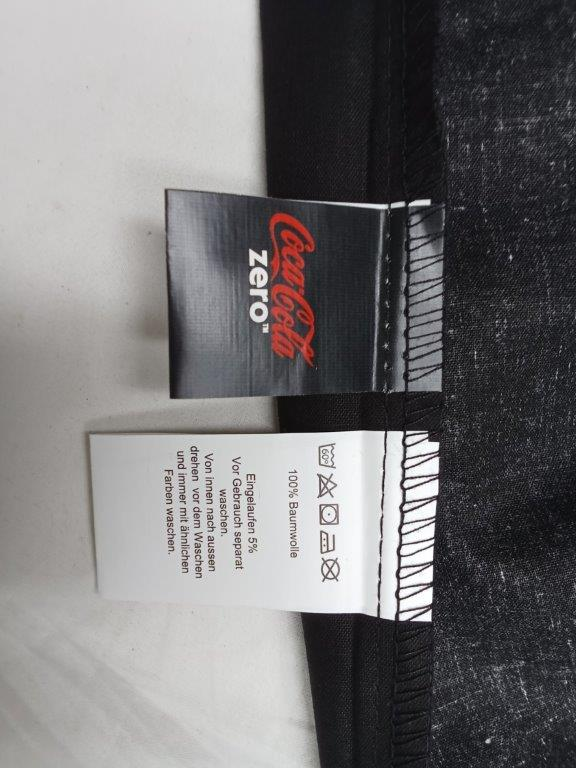 Coca-Cola
zero™
60°
100% Baumwolle
Eingelaufen 5%
Vor Gebrauch separat
waschen.
Von innen nach aussen
drehen vor dem Waschen
und immer mit ähnlichen
Farben waschen.